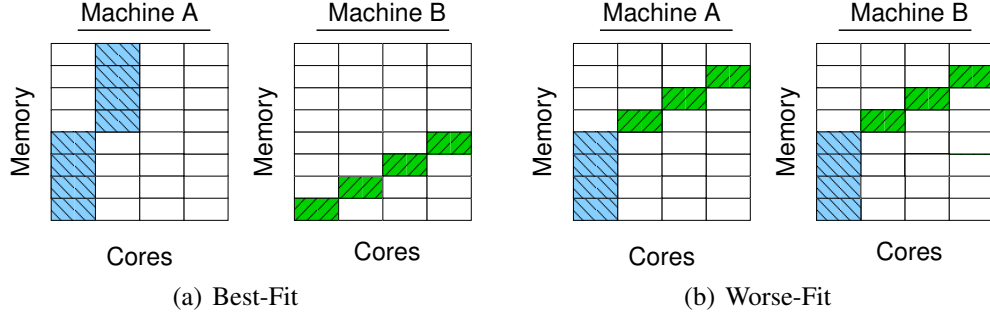 Machine A
Machine B
Memory
Memory
Cores
Cores
(a) Best-Fit
Machine A
Machine B
Memory
Memory
Cores
Cores
(b) Worse-Fit